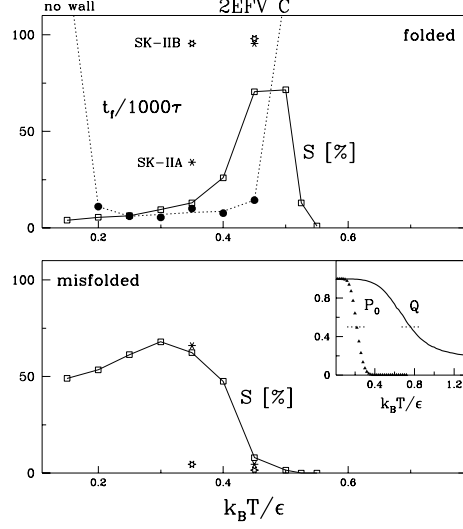 no wall
2EFV C
100
SK-IIB
folded
t_f/1000τ
50
SK-IIA
S [%]
0
0.2
0.4
0.6
100
misfolded
0.8
P_0
Q
0.4
50
S [%]
0
0.4
0.8
1.2
k_BT/ϵ
0
0.2
0.4
0.6
k_BT/ϵ